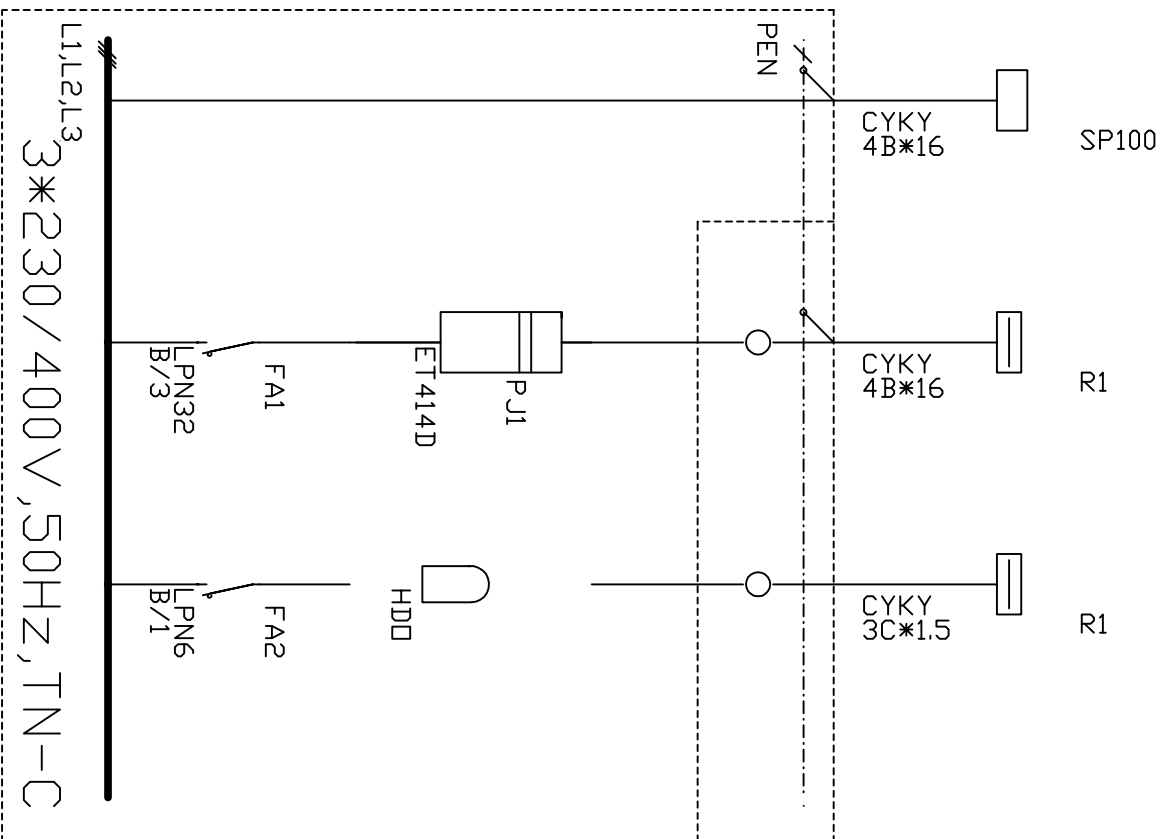 PEN
CYKY
4B*16
SP100
L1,L2,L3
3*230/400V,50Hz,TN-C
LPN32
B/3
FA1
ET414D
PJ1
CYKY
4B*16
R1
LPN6
B/1
FA2
HDO
CYKY
3C*1.5
R1